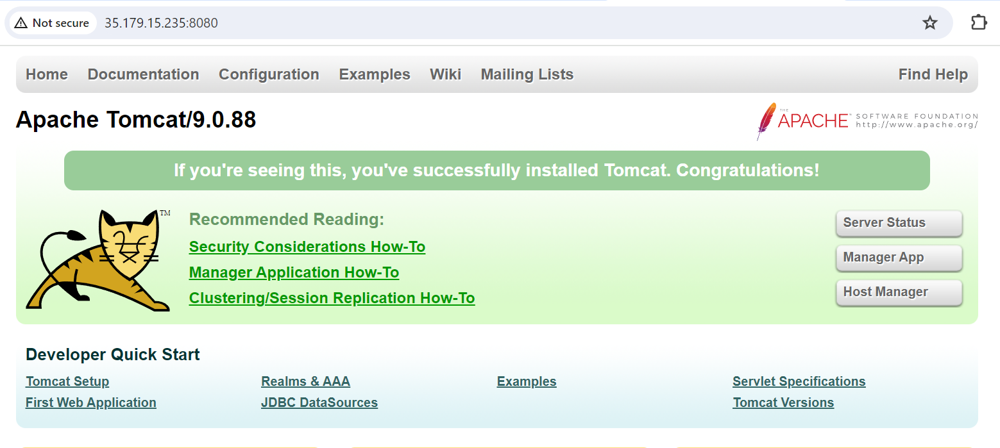 Not secure 35.179.15.235:8080
Home Documentation Configuration Examples Wiki Mailing Lists Find Help
Apache Tomcat/9.0.88
THE APACHE™ SOFTWARE FOUNDATION
http://www.apache.org/
If you're seeing this, you've successfully installed Tomcat. Congratulations!
TM
Recommended Reading:
Security Considerations How-To
Manager Application How-To
Clustering/Session Replication How-To
Server Status
Manager App
Host Manager
Developer Quick Start
Tomcat Setup Realms & AAA Examples Servlet Specifications
First Web Application JDBC DataSources Tomcat Versions